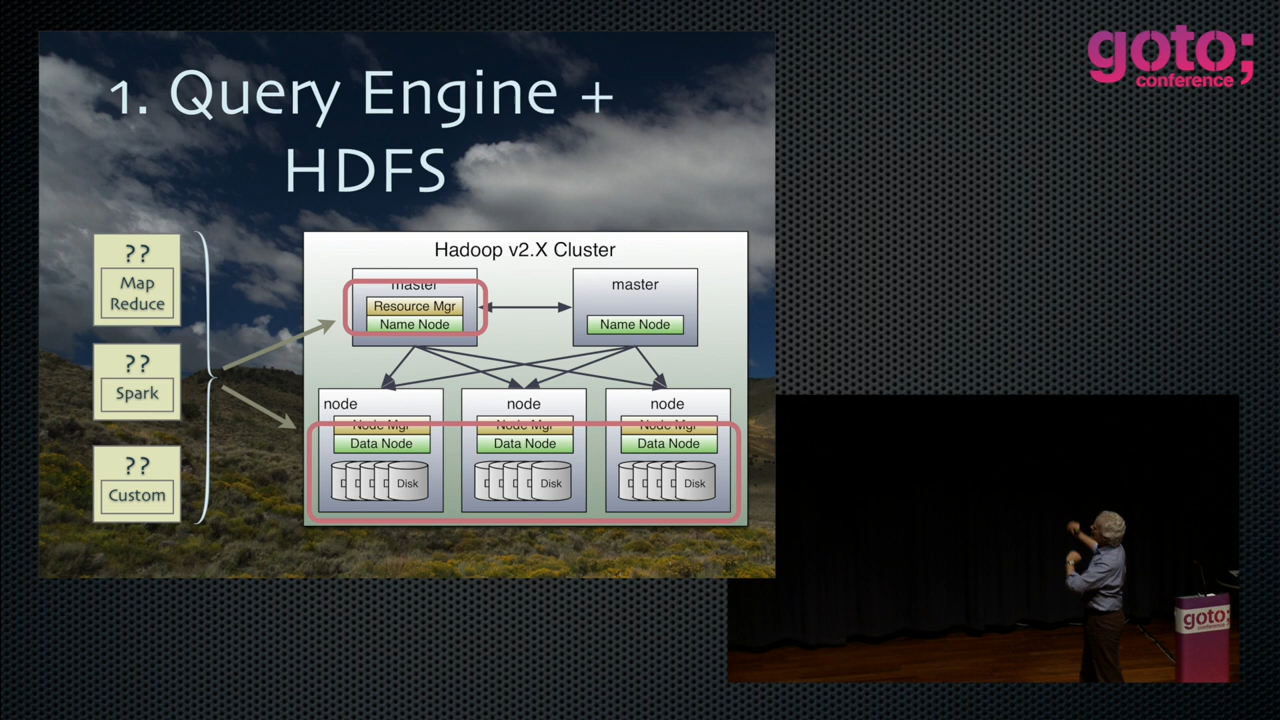 goto;
conference
1. Query Engine +
HDFS
??
Map
Reduce
??
Spark
??
Custom
Hadoop v2.X Cluster
master
Resource Mgr
Name Node
master
Name Node
node
Node Mgr
Data Node
Disk
node
Node Mgr
Data Node
Disk
node
Node Mgr
Data Node
Disk
goto;
conference